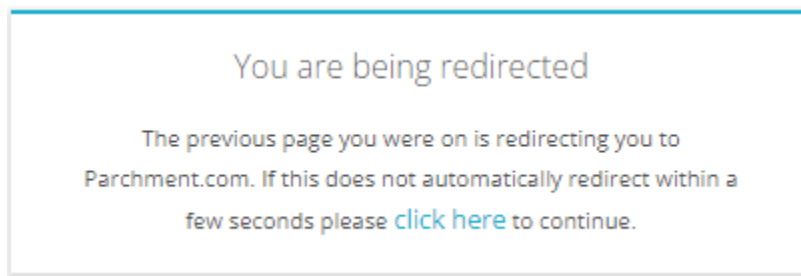 You are being redirected
The previous page you were on is redirecting you to
Parchment.com. If this does not automatically redirect within a
few seconds please click here to continue.